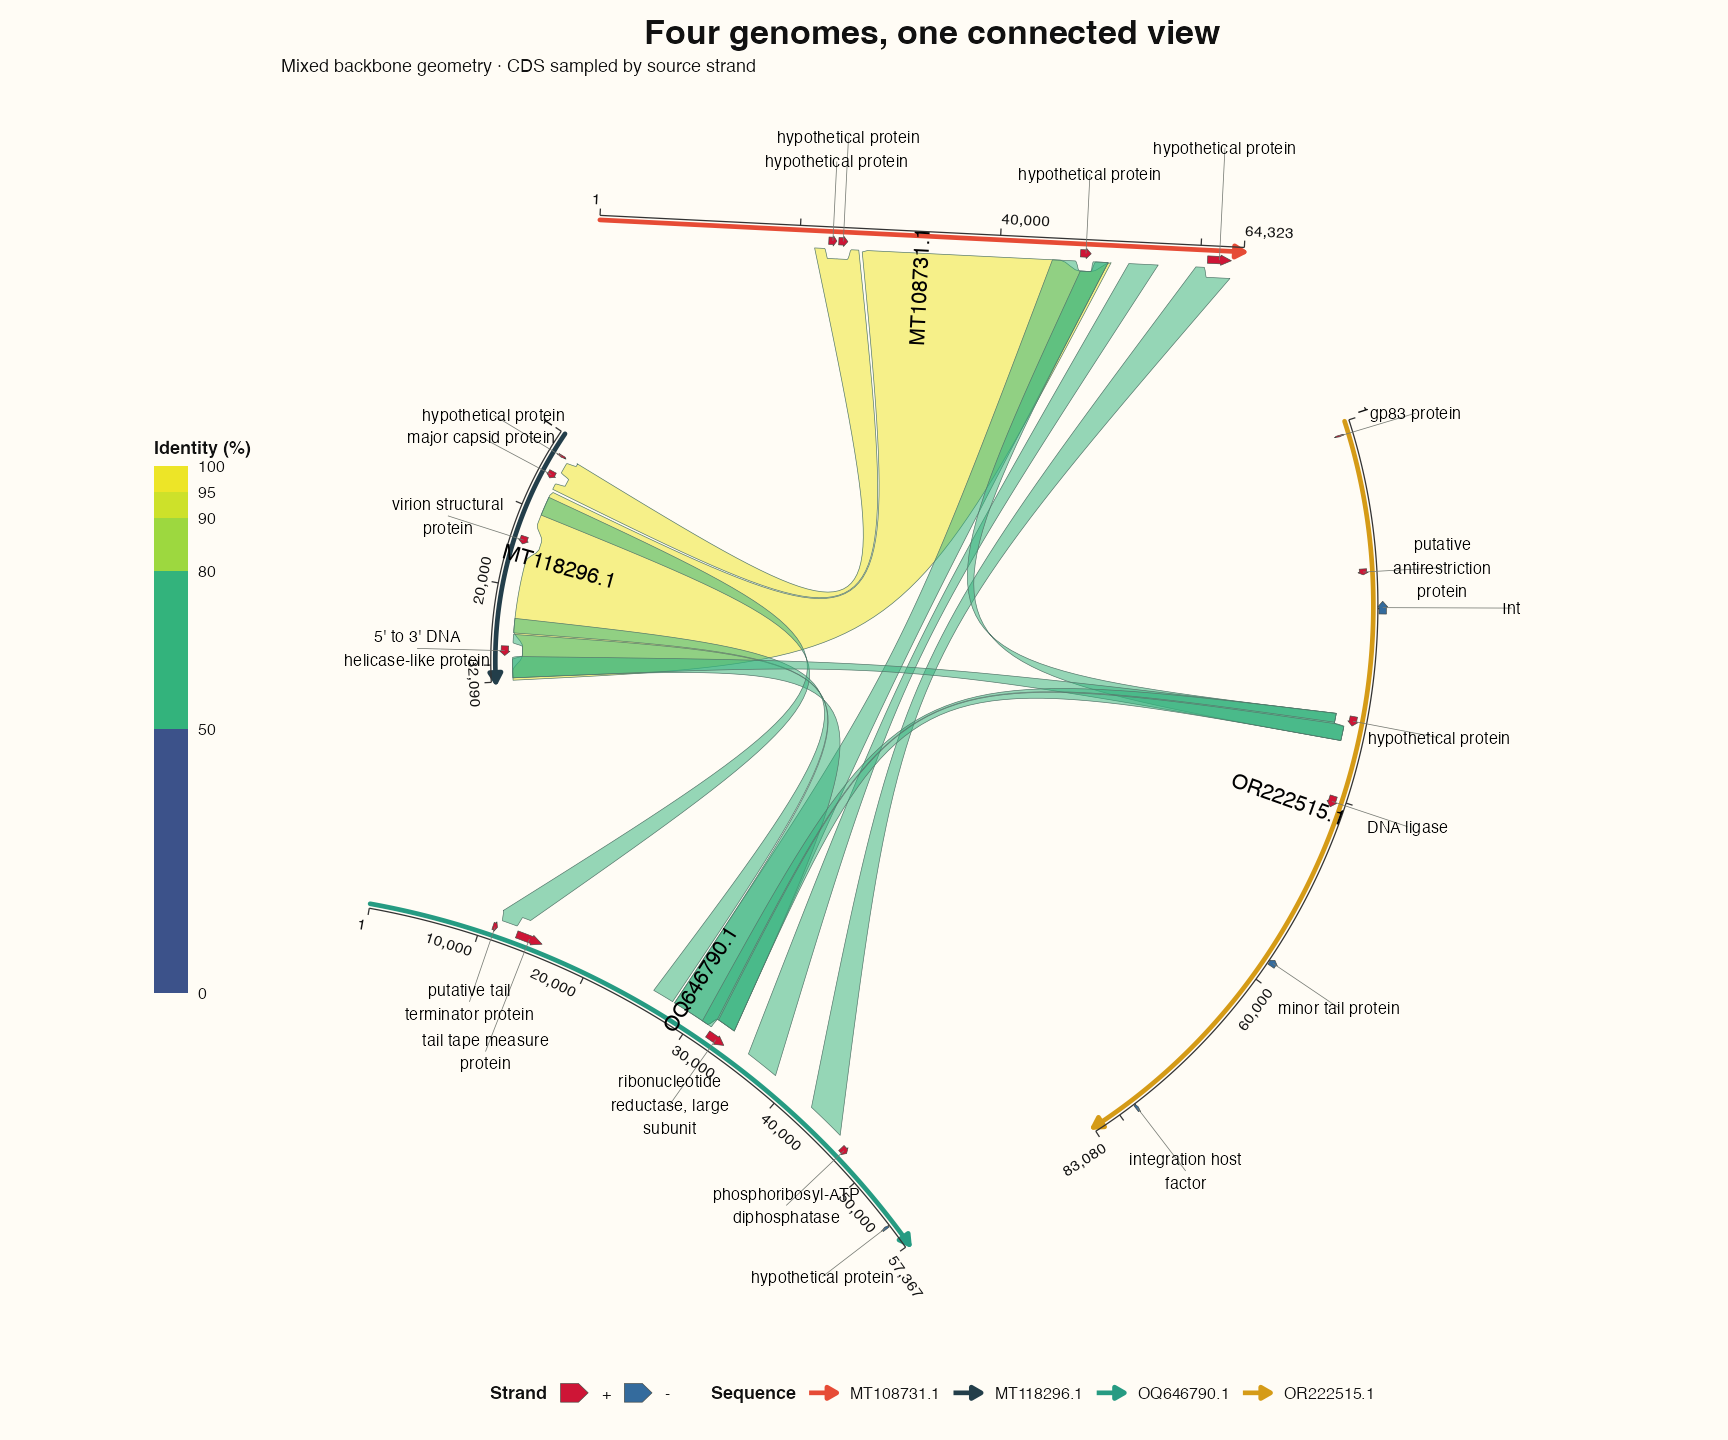 Four genomes, one connected view
Mixed backbone geometry · CDS sampled by source strand
hypothetical protein
hypothetical protein
hypothetical protein
hypothetical protein
1
40,000
64,323
MT108731.1
hypothetical protein
major capsid protein
virion structural
protein
1
20,000
MT118296.1
5' to 3' DNA
helicase-like protein
32,090
Identity (%)
100
95
90
80
50
0
1
gp83 protein
putative
antirestriction
protein
Int
hypothetical protein
OR222515.1
DNA ligase
60,000
minor tail protein
83,080
integration host
factor
1
10,000
20,000
30,000
40,000
50,000
57,367
OQ646790.1
putative tail
terminator protein
tail tape measure
protein
ribonucleotide
reductase, large
subunit
phosphoribosyl-ATP
diphosphatase
hypothetical protein
Strand + - Sequence MT108731.1 MT118296.1 OQ646790.1 OR222515.1